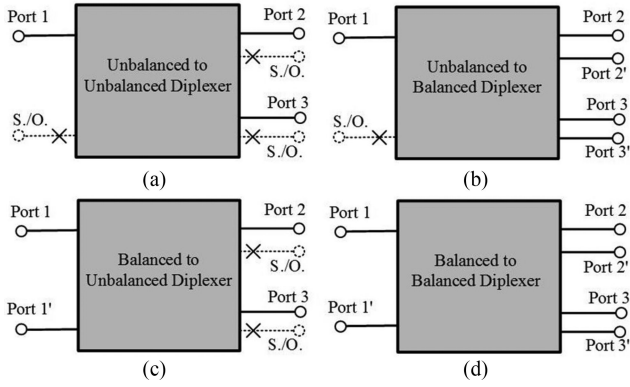 Port 1
Port 2
Unbalanced to
Unbalanced Diplexer
S./O.
Port 3
S./O.
S./O.
(a)
Port 1
Port 2
Port 2'
Unbalanced to
Balanced Diplexer
Port 3
S./O.
Port 3'
(b)
Port 1
Port 2
Balanced to
Unbalanced Diplexer
S./O.
Port 3
Port 1'
S./O.
(c)
Port 1
Port 2
Port 2'
Balanced to
Balanced Diplexer
Port 3
Port 1'
Port 3'
(d)